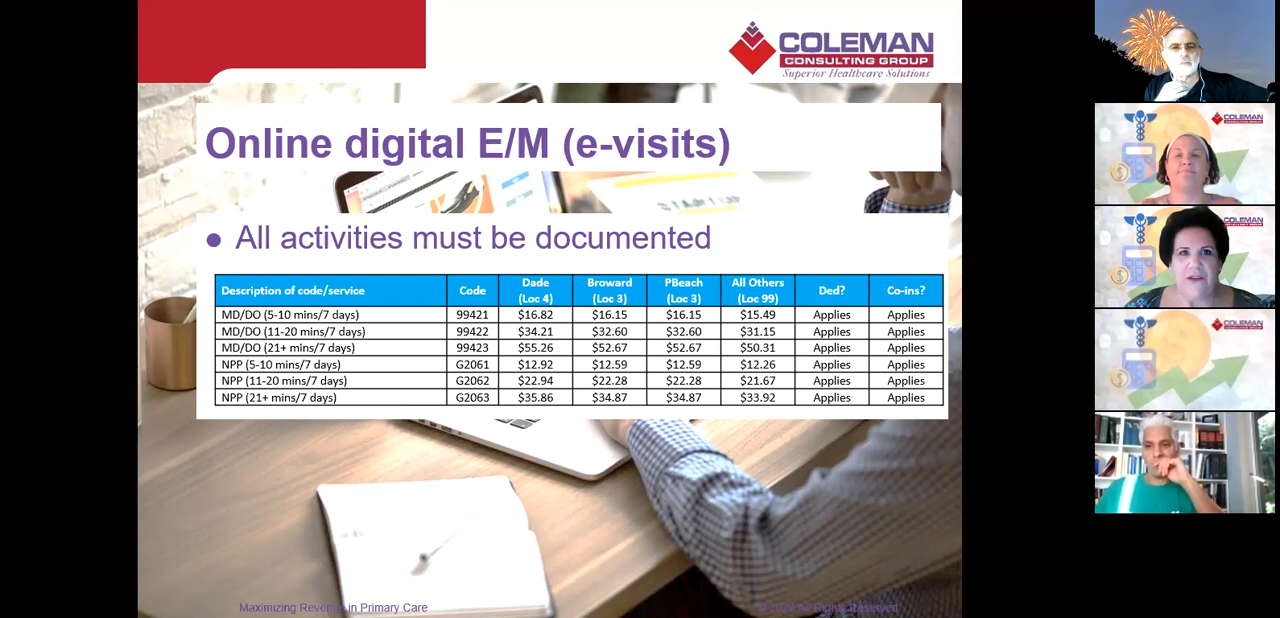 COLEMAN
CONSULTING GROUP
Superior Healthcare Solutions
Online digital E/M (e-visits)
● All activities must be documented
Description of code/service Code Dade (Loc 4) Broward (Loc 3) PBeach (Loc 3) All Others (Loc 99) Ded? Co-ins?
MD/DO (5-10 mins/7 days) 99421 $16.82 $16.15 $16.15 $15.49 Applies Applies
MD/DO (11-20 mins/7 days) 99422 $34.21 $32.60 $32.60 $31.15 Applies Applies
MD/DO (21+ mins/7 days) 99423 $55.26 $52.67 $52.67 $50.31 Applies Applies
NPP (5-10 mins/7 days) G2061 $12.92 $12.59 $12.59 $12.26 Applies Applies
NPP (11-20 mins/7 days) G2062 $22.94 $22.28 $22.28 $21.67 Applies Applies
NPP (21+ mins/7 days) G2063 $35.86 $34.87 $34.87 $33.92 Applies Applies
Maximizing Revenue in Primary Care
© 2020 All Rights Reserved
COLEMAN
COLEMAN
COLEMAN